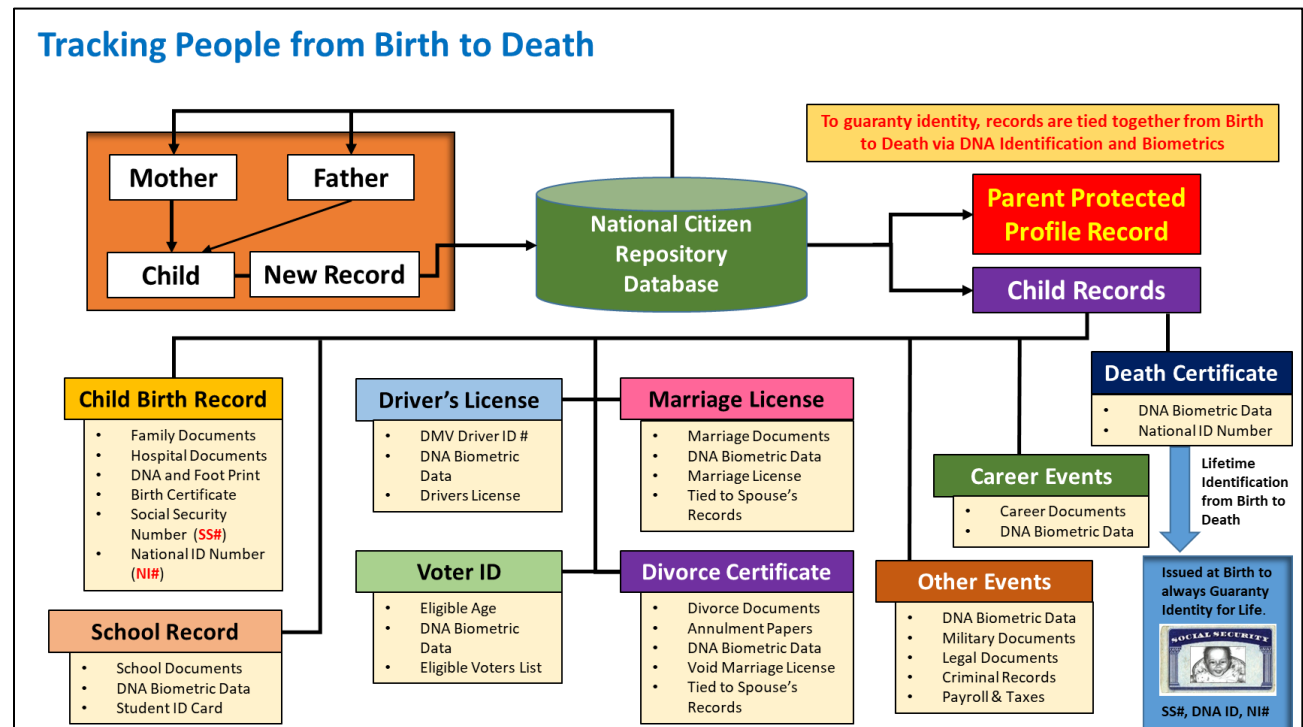 Tracking People from Birth to Death
To guaranty identity, records are tied together from Birth
to Death via DNA Identification and Biometrics
Mother
Father
Child
New Record
National Citizen
Repository
Database
Parent Protected
Profile Record
Child Records
Child Birth Record
• Family Documents
• Hospital Documents
• DNA and Foot Print
• Birth Certificate
• Social Security
Number (SS#)
• National ID Number
(NI#)
School Record
• School Documents
• DNA Biometric Data
• Student ID Card
Driver's License
• DMV Driver ID #
• DNA Biometric
Data
• Drivers License
Voter ID
• Eligible Age
• DNA Biometric
Data
• Eligible Voters List
Marriage License
• Marriage Documents
• DNA Biometric Data
• Marriage License
• Tied to Spouse's
Records
Divorce Certificate
• Divorce Documents
• Annulment Papers
• DNA Biometric Data
• Void Marriage License
• Tied to Spouse's
Records
Career Events
• Career Documents
• DNA Biometric Data
Other Events
• DNA Biometric Data
• Military Documents
• Legal Documents
• Criminal Records
• Payroll & Taxes
Death Certificate
• DNA Biometric Data
• National ID Number
Lifetime
Identification
from Birth to
Death
Issued at Birth to
always Guaranty
Identity for Life.
SOCIAL SECURITY
SS#, DNA ID, NI#